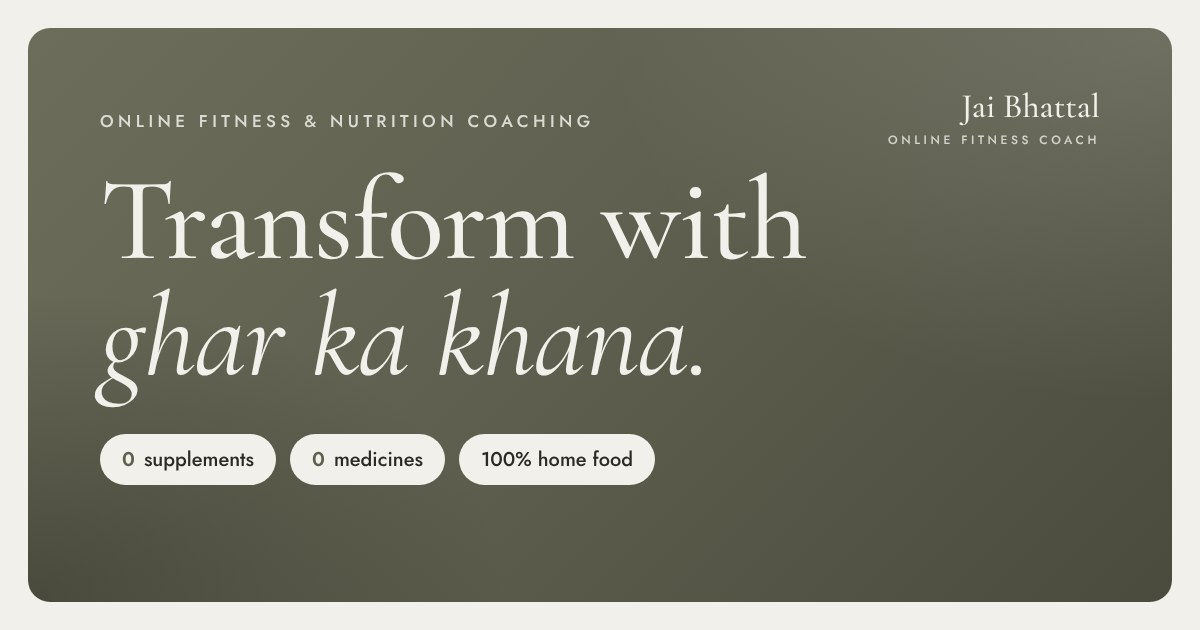 ONLINE FITNESS & NUTRITION COACHING
Jai Bhattal
ONLINE FITNESS COACH
Transform with
ghar ka khana.
0 supplements
0 medicines
100% home food